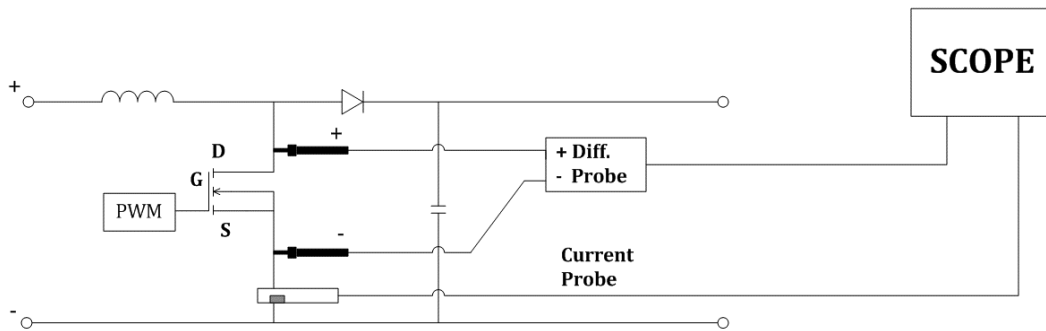 SCOPE
+
+
D
+ Diff.
- Probe
G
PWM
S
-
Current
Probe
-